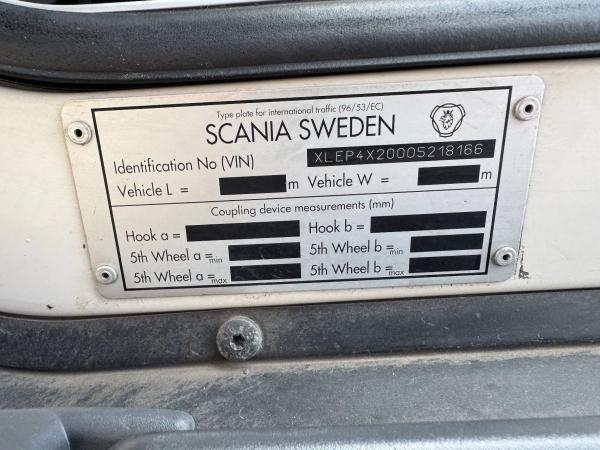 Type plate for international traffic (96/53/EC)
SCANIA SWEDEN
Identification No (VIN) XLEP4X20005218166
Vehicle L = m Vehicle W = m
Coupling device measurements (mm)
Hook a = Hook b =
5th Wheel a =min 5th Wheel b =min
5th Wheel a =max 5th Wheel b =max